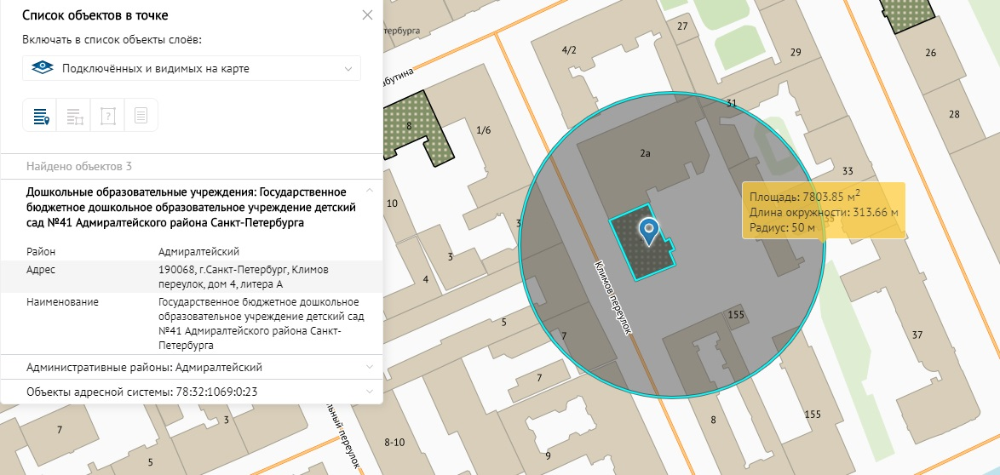 Список объектов в точке
Включать в список объекты слоёв:
Подключённых и видимых на карте
?
Найдено объектов 3
Дошкольные образовательные учреждения: Государственное
бюджетное дошкольное образовательное учреждение детский
сад №41 Адмиралтейского района Санкт-Петербурга
Район Адмиралтейский
Адрес 190068, г.Санкт-Петербург, Климов
переулок, дом 4, литера А
Наименование Государственное бюджетное дошкольное
образовательное учреждение детский сад
№41 Адмиралтейского района Санкт-
Петербурга
Административные районы: Адмиралтейский
Объекты адресной системы: 78:32:1069:0:23
тербурга
абутина
4/2
27
29
26
28
31
8
1/6
2а
33
10
3
3
4
Площадь: 7803.85 м2
Длина окружности: 313.66 м
Радиус: 50 м
35
Климов переулок
5
7
155
37
7
7
3
5
льный переулок
8-10
9
8
155